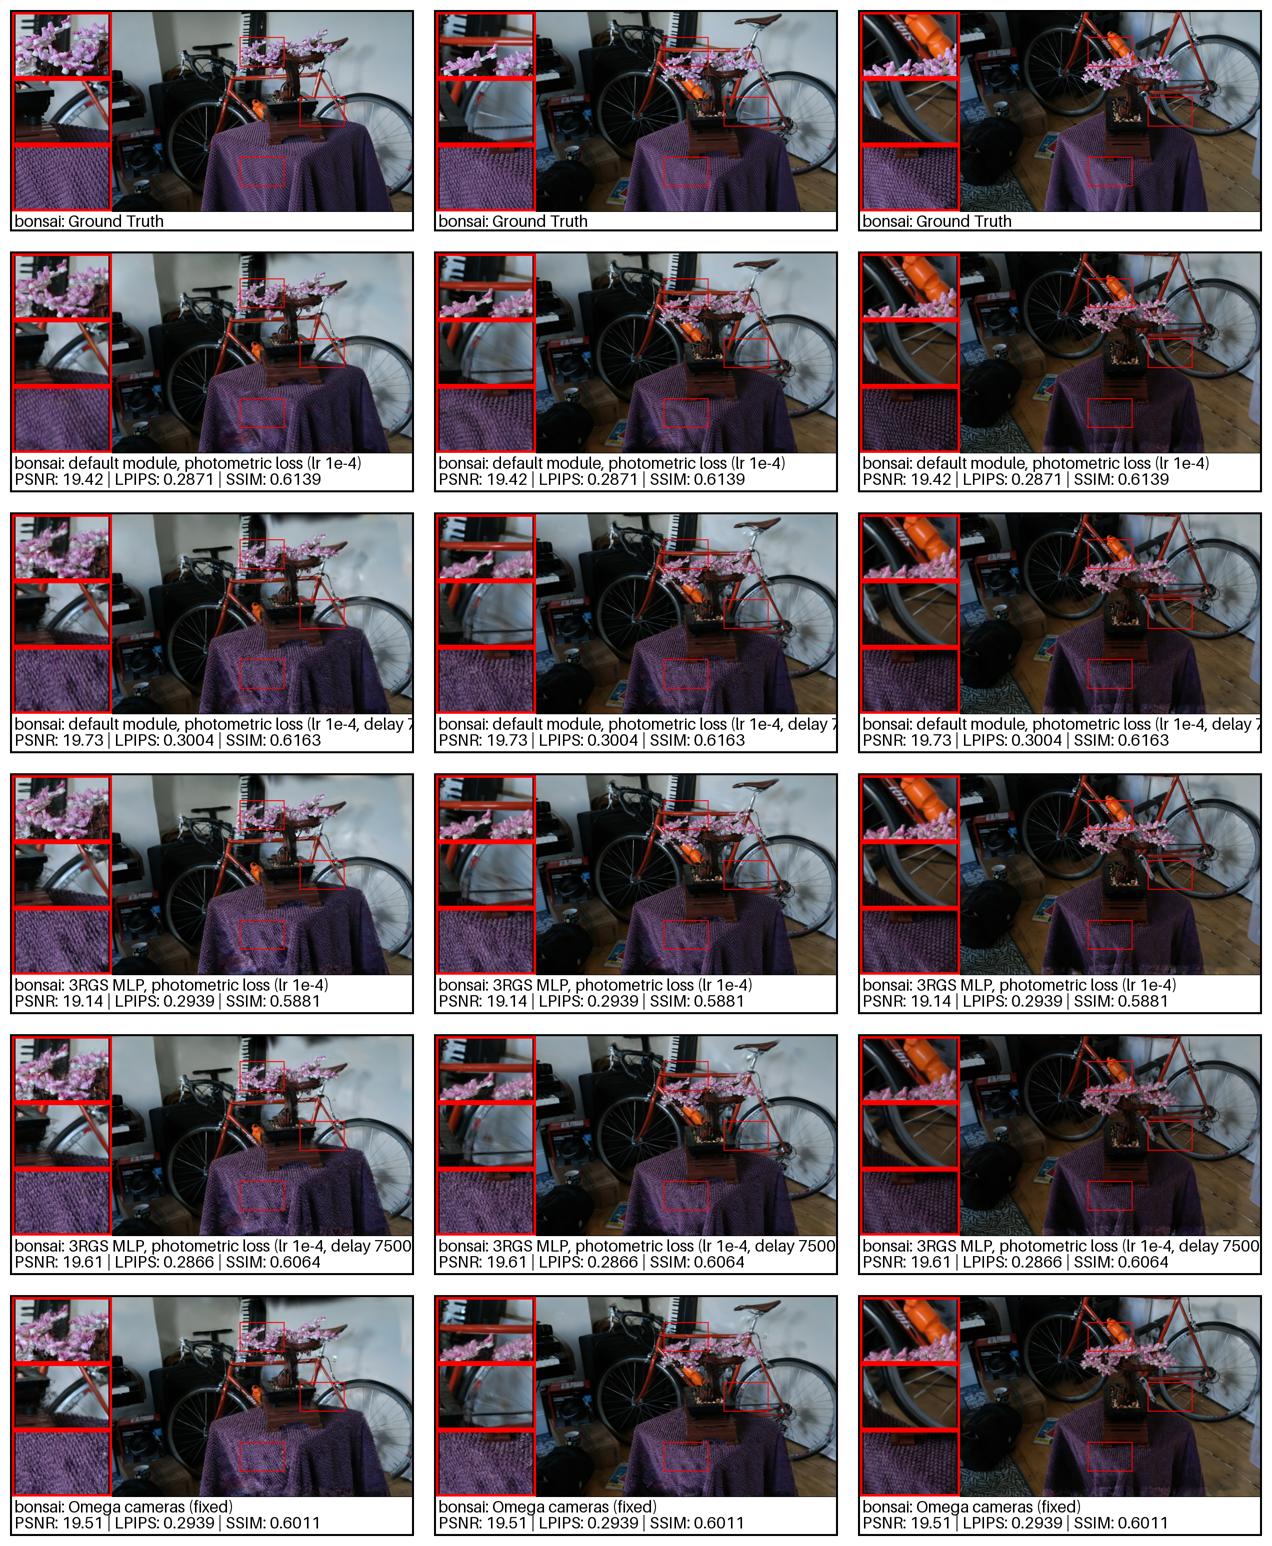 bonsai: Ground Truth
bonsai: Ground Truth
bonsai: Ground Truth
bonsai: default module, photometric loss (lr 1e-4)
PSNR: 19.42 | LPIPS: 0.2871 | SSIM: 0.6139
bonsai: default module, photometric loss (lr 1e-4)
PSNR: 19.42 | LPIPS: 0.2871 | SSIM: 0.6139
bonsai: default module, photometric loss (lr 1e-4)
PSNR: 19.42 | LPIPS: 0.2871 | SSIM: 0.6139
bonsai: default module, photometric loss (lr 1e-4, delay 7
PSNR: 19.73 | LPIPS: 0.3004 | SSIM: 0.6163
bonsai: default module, photometric loss (lr 1e-4, delay 7
PSNR: 19.73 | LPIPS: 0.3004 | SSIM: 0.6163
bonsai: default module, photometric loss (lr 1e-4, delay 7
PSNR: 19.73 | LPIPS: 0.3004 | SSIM: 0.6163
bonsai: 3RGS MLP, photometric loss (lr 1e-4)
PSNR: 19.14 | LPIPS: 0.2939 | SSIM: 0.5881
bonsai: 3RGS MLP, photometric loss (lr 1e-4)
PSNR: 19.14 | LPIPS: 0.2939 | SSIM: 0.5881
bonsai: 3RGS MLP, photometric loss (lr 1e-4)
PSNR: 19.14 | LPIPS: 0.2939 | SSIM: 0.5881
bonsai: 3RGS MLP, photometric loss (lr 1e-4, delay 7500
PSNR: 19.61 | LPIPS: 0.2866 | SSIM: 0.6064
bonsai: 3RGS MLP, photometric loss (lr 1e-4, delay 7500
PSNR: 19.61 | LPIPS: 0.2866 | SSIM: 0.6064
bonsai: 3RGS MLP, photometric loss (lr 1e-4, delay 7500
PSNR: 19.61 | LPIPS: 0.2866 | SSIM: 0.6064
bonsai: Omega cameras (fixed)
PSNR: 19.51 | LPIPS: 0.2939 | SSIM: 0.6011
bonsai: Omega cameras (fixed)
PSNR: 19.51 | LPIPS: 0.2939 | SSIM: 0.6011
bonsai: Omega cameras (fixed)
PSNR: 19.51 | LPIPS: 0.2939 | SSIM: 0.6011